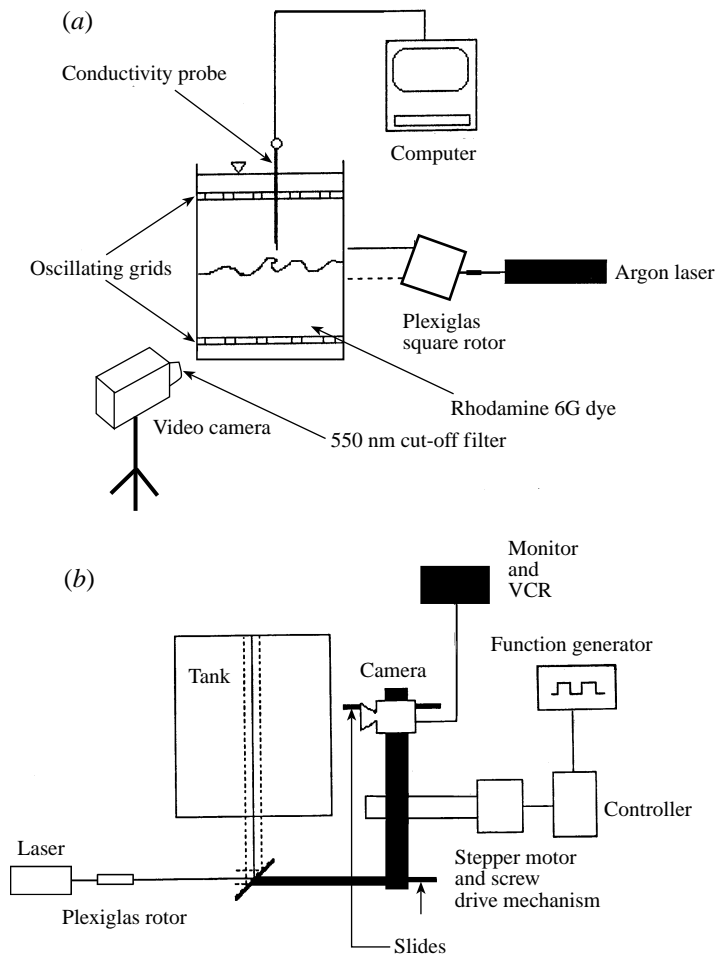 (a)
Conductivity probe
Computer
Oscillating grids
Argon laser
Plexiglas
square rotor
Rhodamine 6G dye
Video camera
550 nm cut-off filter
(b)
Monitor
and
VCR
Function generator
Tank
Camera
Controller
Laser
Stepper motor
and screw
drive mechanism
Plexiglas rotor
Slides